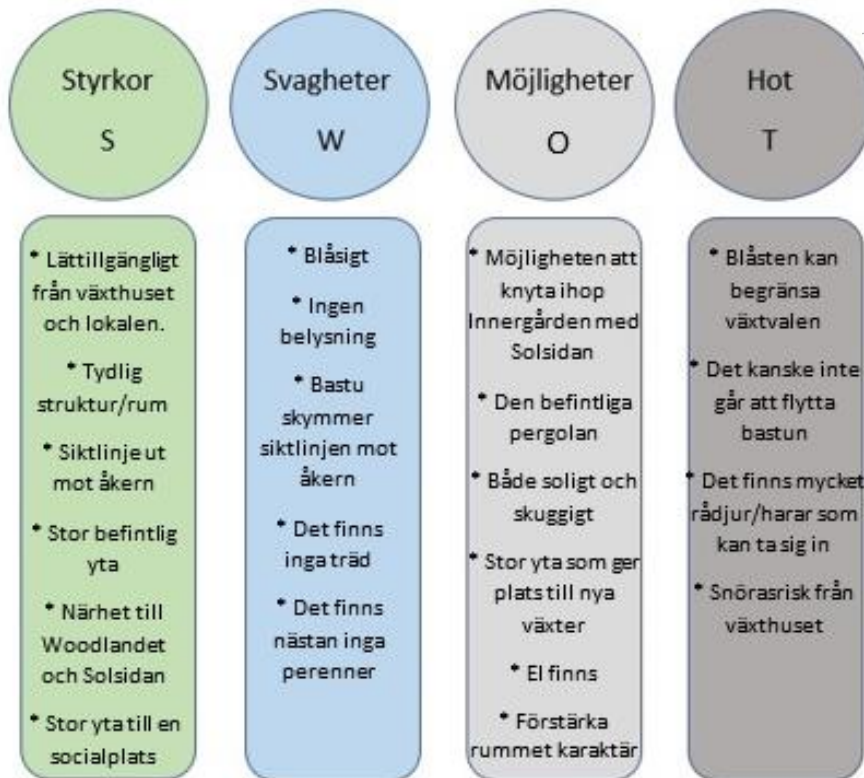 Styrkor
S
Svagheter
W
Möjligheter
O
Hot
T
* Lättillgängligt
från växthuset
och lokalen.
* Tydlig
struktur/rum
* Siktlinje ut
mot åkern
* Stor befintlig
yta
* Närhet till
Woodlandet
och Solsidan
* Stor yta till en
socialplats
* Blåsigt
* Ingen
belysning
* Bastu
skymmer
siktlinjen mot
åkern
* Det finns
inga träd
* Det finns
nästan inga
perenner
* Möjligheten att
knyta ihop
Innergården med
Solsidan
* Den befintliga
pergolan
* Både soligt och
skuggigt
* Stor yta som ger
plats till nya
växter
* El finns
* Förstärka
rummet karaktär
* Blåsten kan
begränsa
växtvalen
* Det kanske inte
går att flytta
bastun
* Det finns mycket
rådjur/harar som
kan ta sig in
* Snörasrisk från
växthuset